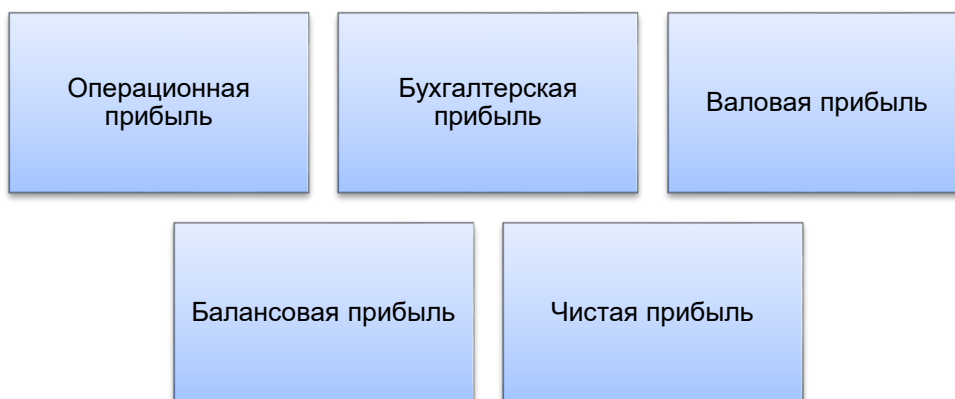 Операционная
прибыль
Бухгалтерская
прибыль
Валовая прибыль
Балансовая прибыль
Чистая прибыль